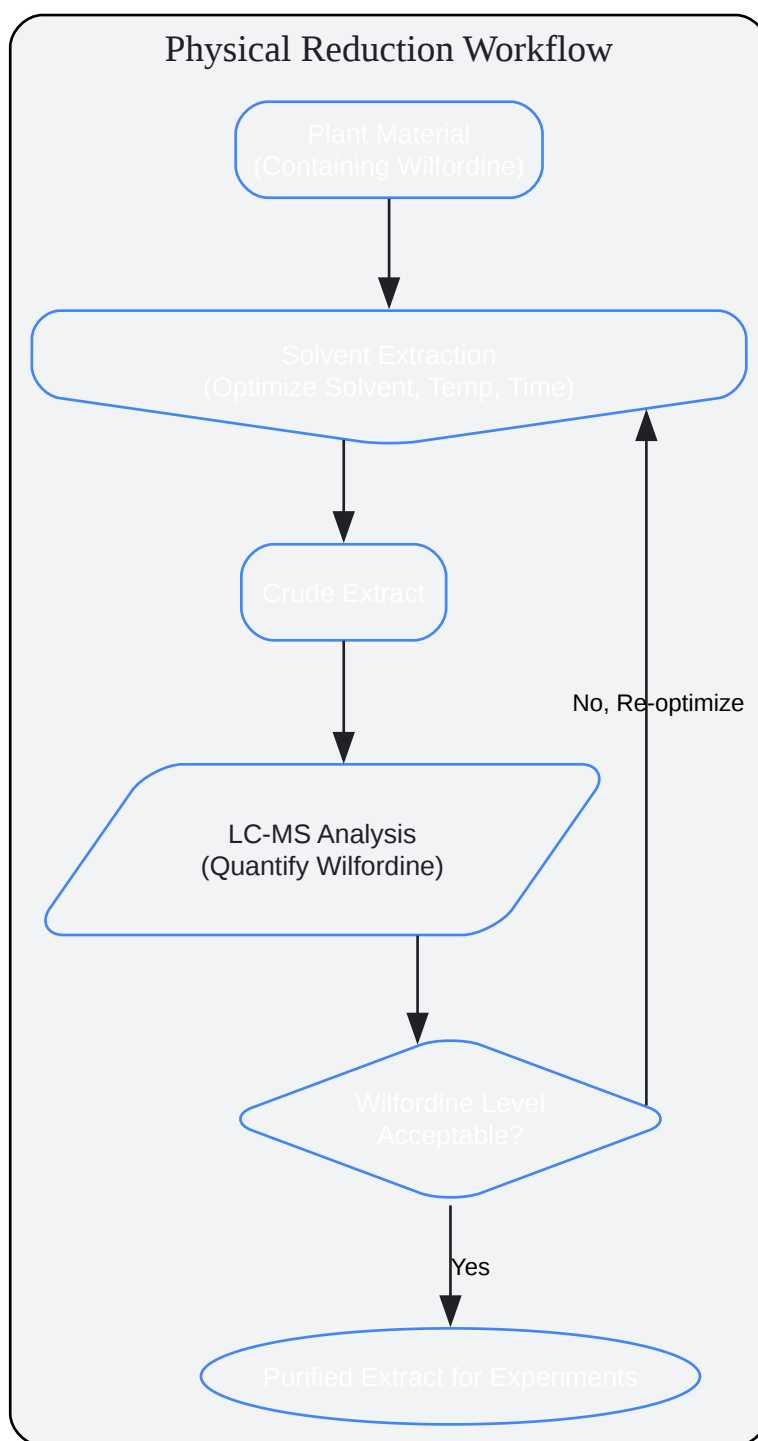 Physical Reduction Workflow
Plant Material
(Containing Wilfordine)
Solvent Extraction
(Optimize Solvent, Temp, Time)
Crude Extract
No, Re-optimize
LC-MS Analysis
(Quantify Wilfordine)
Wilfordine Level
Acceptable?
Yes
Purified Extract for Experiments